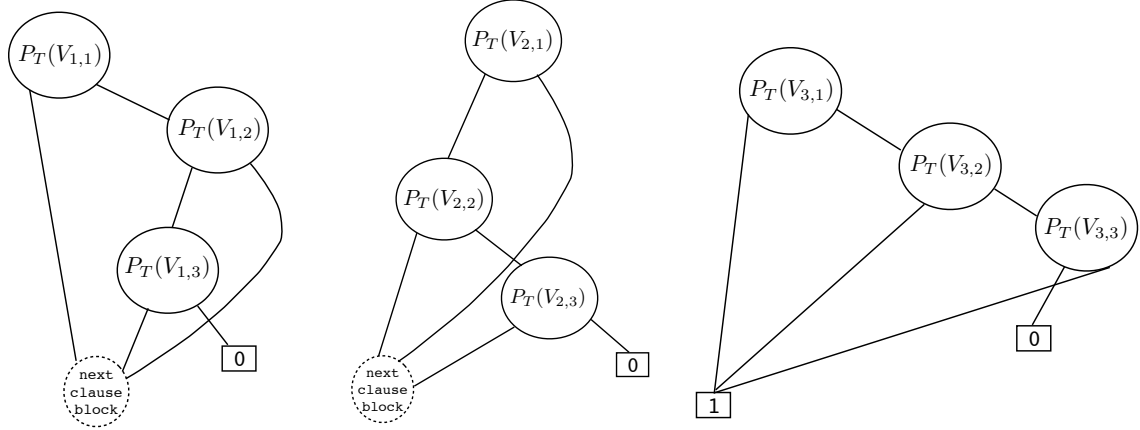 P_T(V_{1,1})
P_T(V_{1,2})
P_T(V_{1,3})
0
next
clause
block
P_T(V_{2,1})
P_T(V_{2,2})
P_T(V_{2,3})
0
next
clause
block
P_T(V_{3,1})
P_T(V_{3,2})
P_T(V_{3,3})
0
1